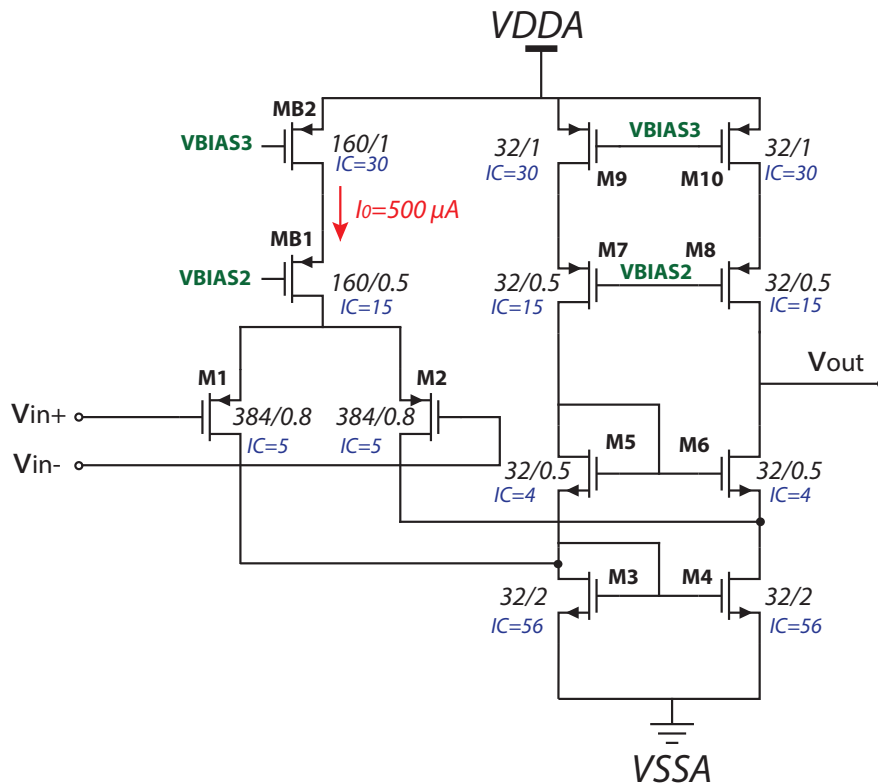 VDDA
MB2
VBIAS3
160/1
IC=30
I0=500 µA
MB1
VBIAS2
160/0.5
IC=15
VBIAS3
32/1
IC=30
M9
M10
32/1
IC=30
M7
M8
VBIAS2
32/0.5
IC=15
32/0.5
IC=15
Vout
M1
M2
Vin+
384/0.8
IC=5
384/0.8
IC=5
Vin-
M5
M6
32/0.5
IC=4
32/0.5
IC=4
M3
M4
32/2
IC=56
32/2
IC=56
VSSA